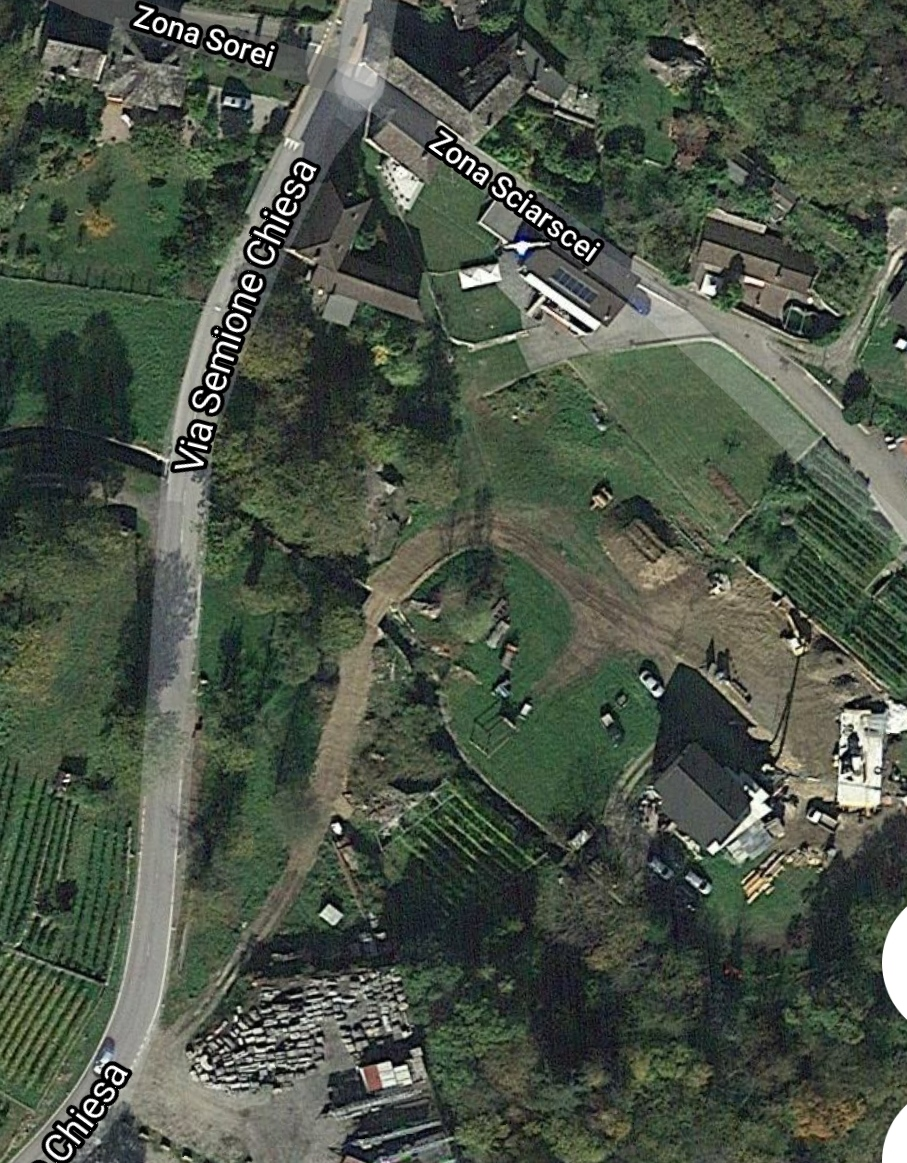 Zona Sorei
Zona Sciarscei
Via Semione Chiesa
Chiesa